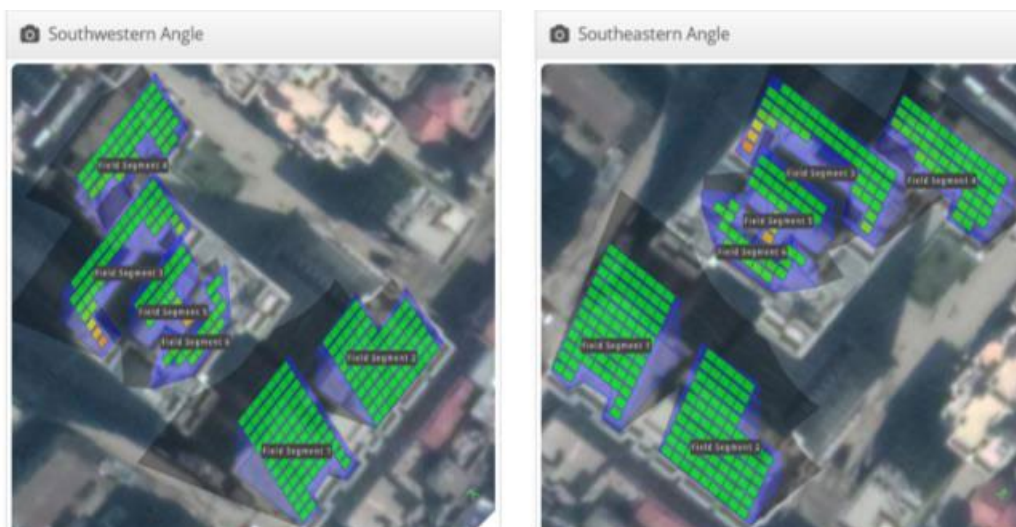 Southwestern Angle
Field Segment 4
Field Segment 3
Field Segment 5
Field Segment 6
Field Segment 2
Field Segment 1
Southeastern Angle
Field Segment 3
Field Segment 4
Field Segment 5
Field Segment 6
Field Segment 1
Field Segment 2